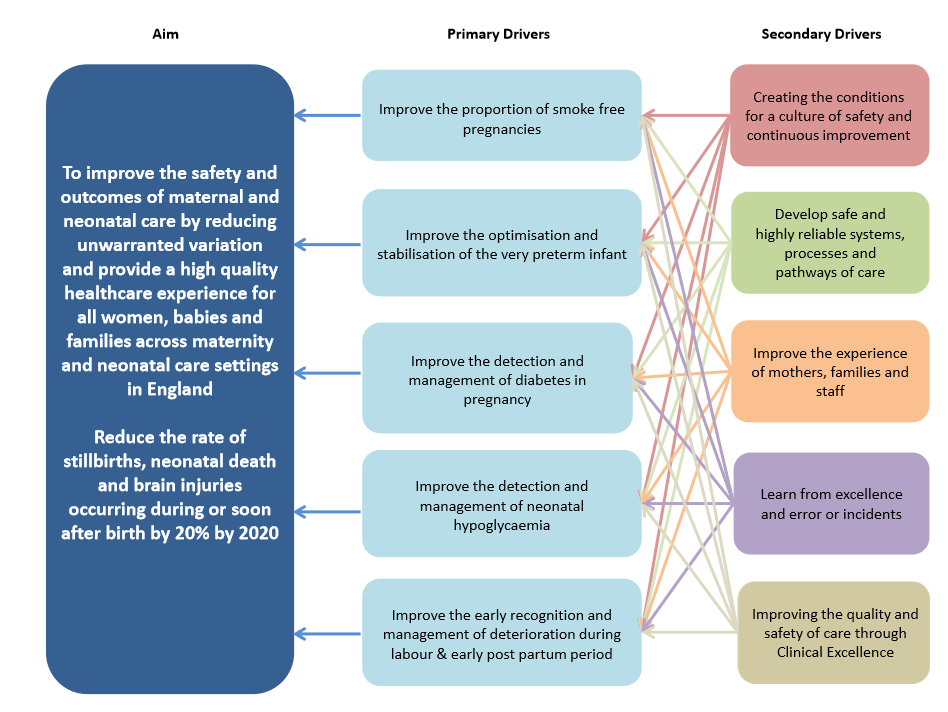 Aim
Primary Drivers
Secondary Drivers
To improve the safety and
outcomes of maternal and
neonatal care by reducing
unwarranted variation
and provide a high quality
healthcare experience for
all women, babies and
families across maternity
and neonatal care settings
in England
Reduce the rate of
stillbirths, neonatal death
and brain injuries
occurring during or soon
after birth by 20% by 2020
Improve the proportion of smoke free
pregnancies
Improve the optimisation and
stabilisation of the very preterm infant
Improve the detection and
management of diabetes in
pregnancy
Improve the detection and
management of neonatal
hypoglycaemia
Improve the early recognition and
management of deterioration during
labour & early post partum period
Creating the conditions
for a culture of safety and
continuous improvement
Develop safe and
highly reliable systems,
processes and
pathways of care
Improve the experience
of mothers, families and
staff
Learn from excellence
and error or incidents
Improving the quality and
safety of care through
Clinical Excellence